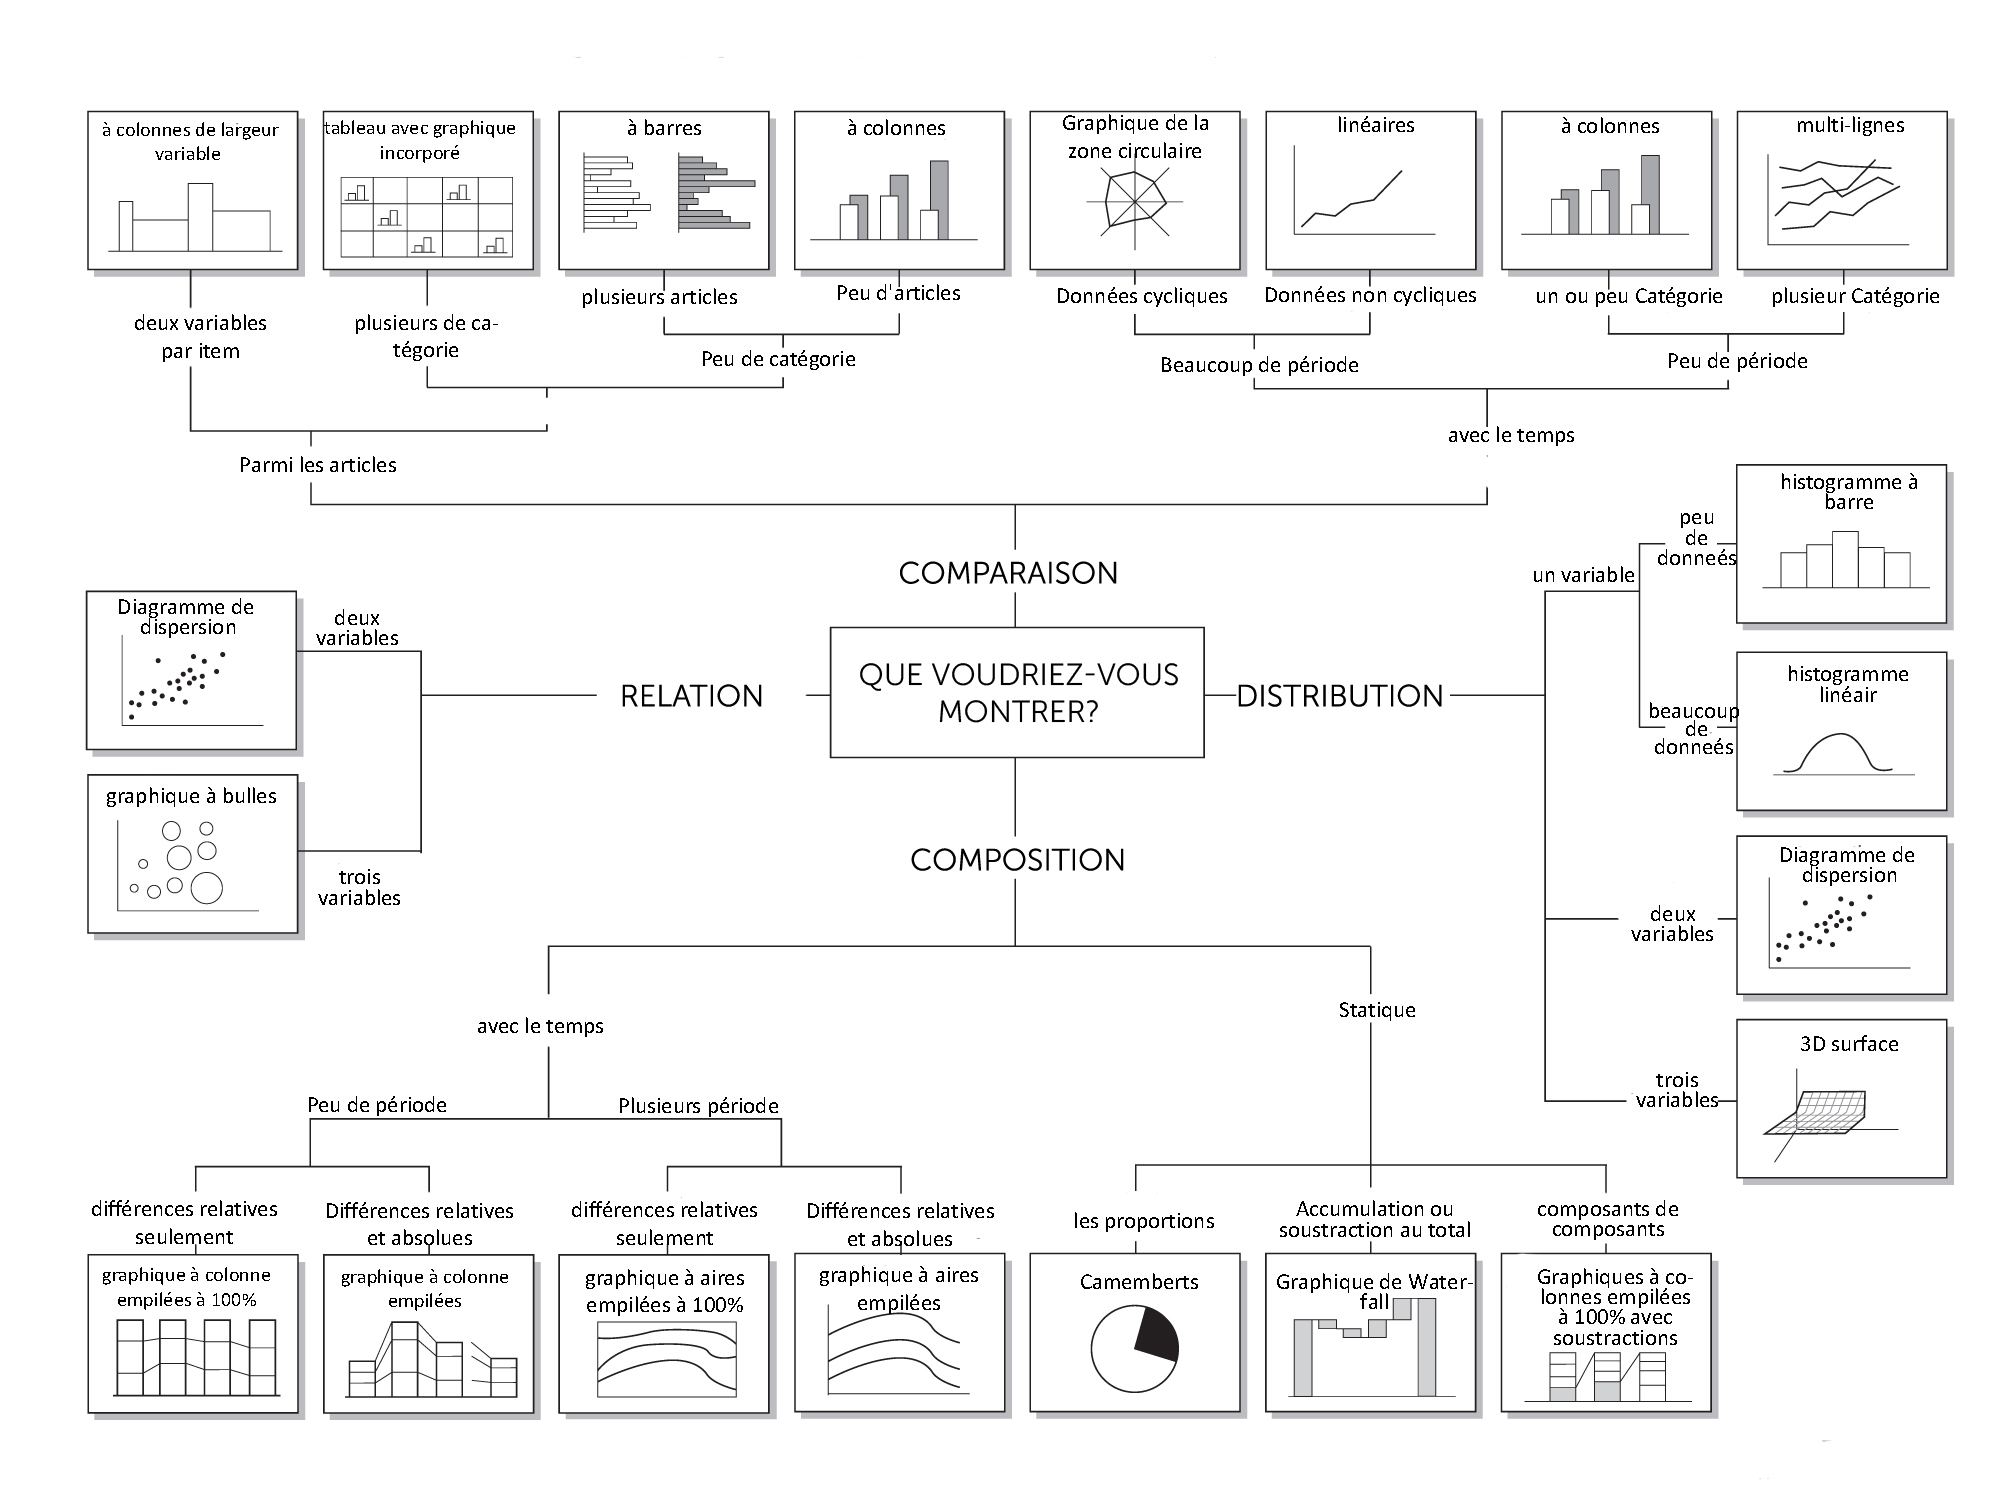 à colonnes de largeur
variable
tableau avec graphique
incorporé
à barres
à colonnes
Graphique de la
zone circulaire
linéaires
à colonnes
multi-lignes
deux variables
par item
plusieurs de ca-
tégorie
plusieurs articles
Peu d'articles
Données cycliques
Données non cycliques
un ou peu Catégorie
plusieur Catégorie
Peu de catégorie
Beaucoup de période
Peu de période
Parmi les articles
avec le temps
COMPARAISON
QUE VOUDRIEZ-VOUS
MONTRER?
RELATION
deux
variables
Diagramme de
dispersion
graphique à bulles
trois
variables
DISTRIBUTION
un variable
peu
de
donneés
histogramme à
barre
beaucoup
de
donneés
histogramme
linéair
deux
variables
Diagramme de
dispersion
trois
variables
3D surface
COMPOSITION
avec le temps
Statique
Peu de période
Plusieurs période
différences relatives
seulement
Différences relatives
et absolues
différences relatives
seulement
Différences relatives
et absolues
les proportions
Accumulation ou
soustraction au total
composants de
composants
graphique à colonne
empilées à 100%
graphique à colonne
empilées
graphique à aires
empilées à 100%
graphique à aires
empilées
Camemberts
Graphique de Water-
fall
Graphiques à co-
lonnes empilées
à 100% avec
soustractions